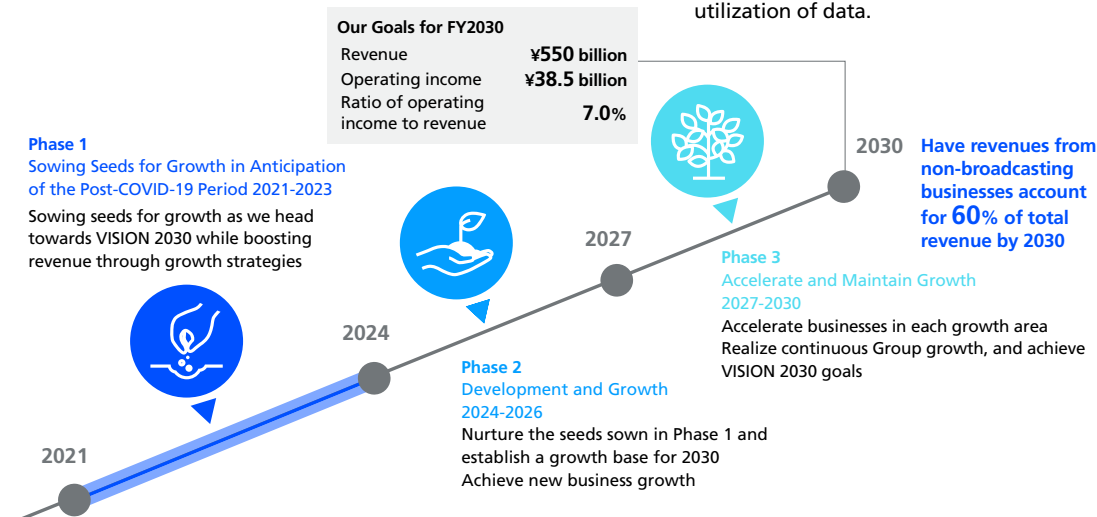 utilization of data.
Our Goals for FY2030
Revenue ¥550 billion
Operating income ¥38.5 billion
Ratio of operating
income to revenue 7.0%
Phase 1
Sowing Seeds for Growth in Anticipation
of the Post-COVID-19 Period 2021-2023
Sowing seeds for growth as we head
towards VISION 2030 while boosting
revenue through growth strategies
2030
Have revenues from
non-broadcasting
businesses account
for 60% of total
revenue by 2030
2027
Phase 3
Accelerate and Maintain Growth
2027-2030
Accelerate businesses in each growth area
Realize continuous Group growth, and achieve
VISION 2030 goals
2024
Phase 2
Development and Growth
2024-2026
Nurture the seeds sown in Phase 1 and
establish a growth base for 2030
Achieve new business growth
2021